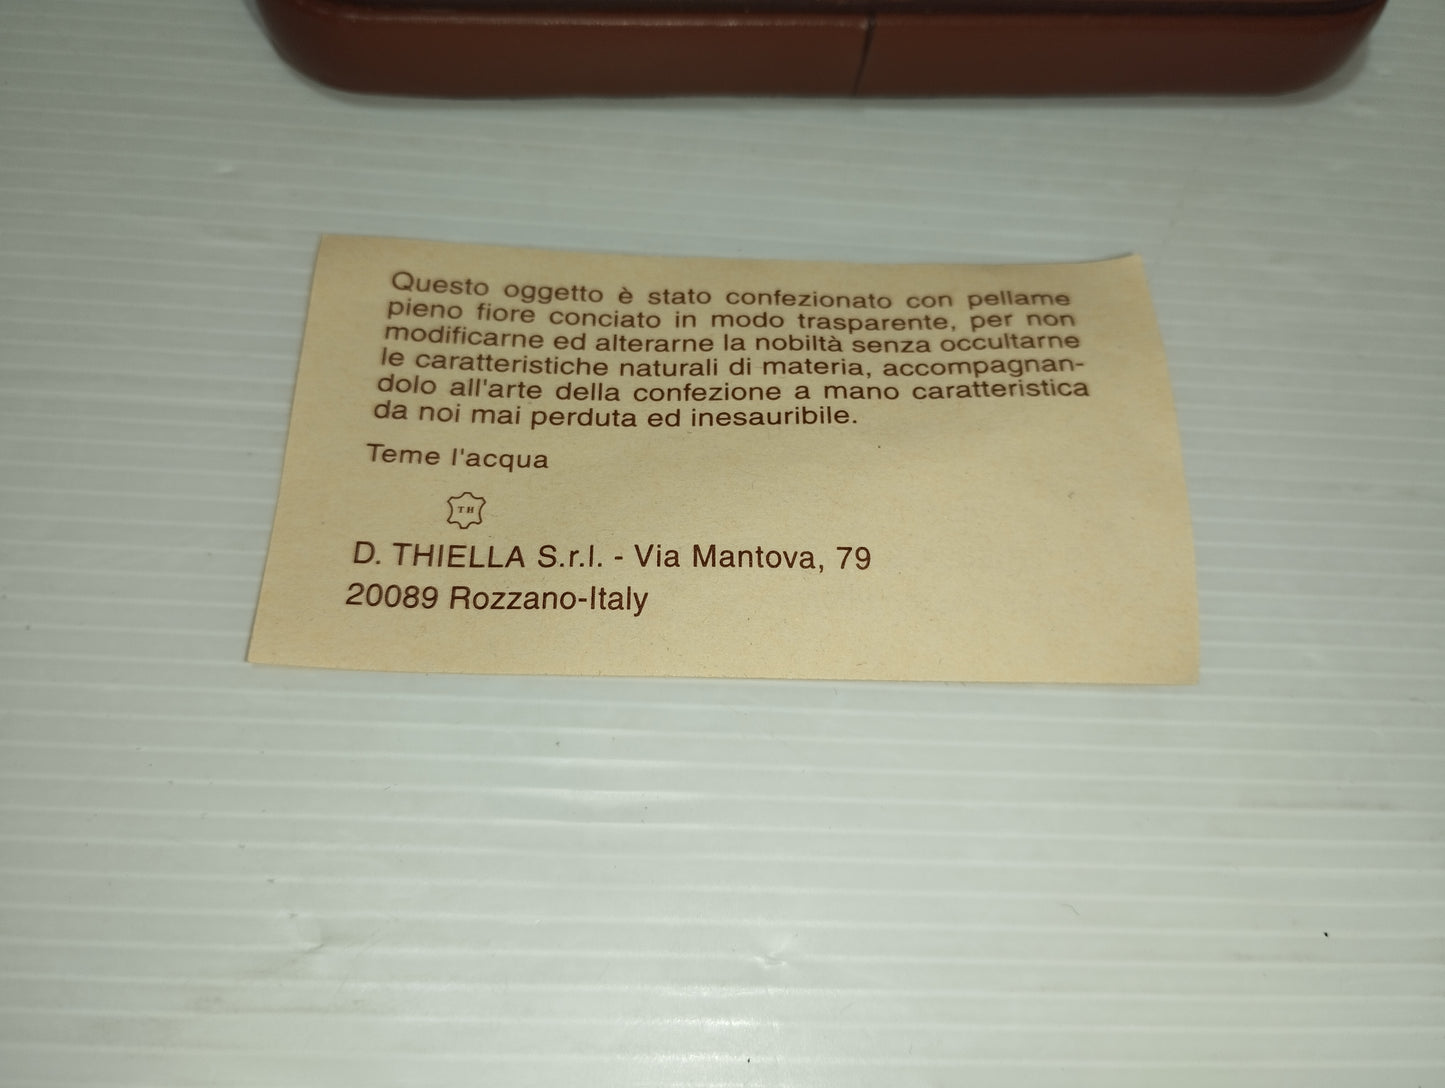 Questo oggetto è stato confezionato con pellame
pieno fiore conciato in modo trasparente, per non
modificarne ed alterarne la nobiltà senza occultarne
le caratteristiche naturali di materia, accompagnan-
dolo all'arte della confezione a mano caratteristica
da noi mai perduta ed inesauribile.
Teme l'acqua
TH
D. THIELLA S.r.l. - Via Mantova, 79
20089 Rozzano-Italy